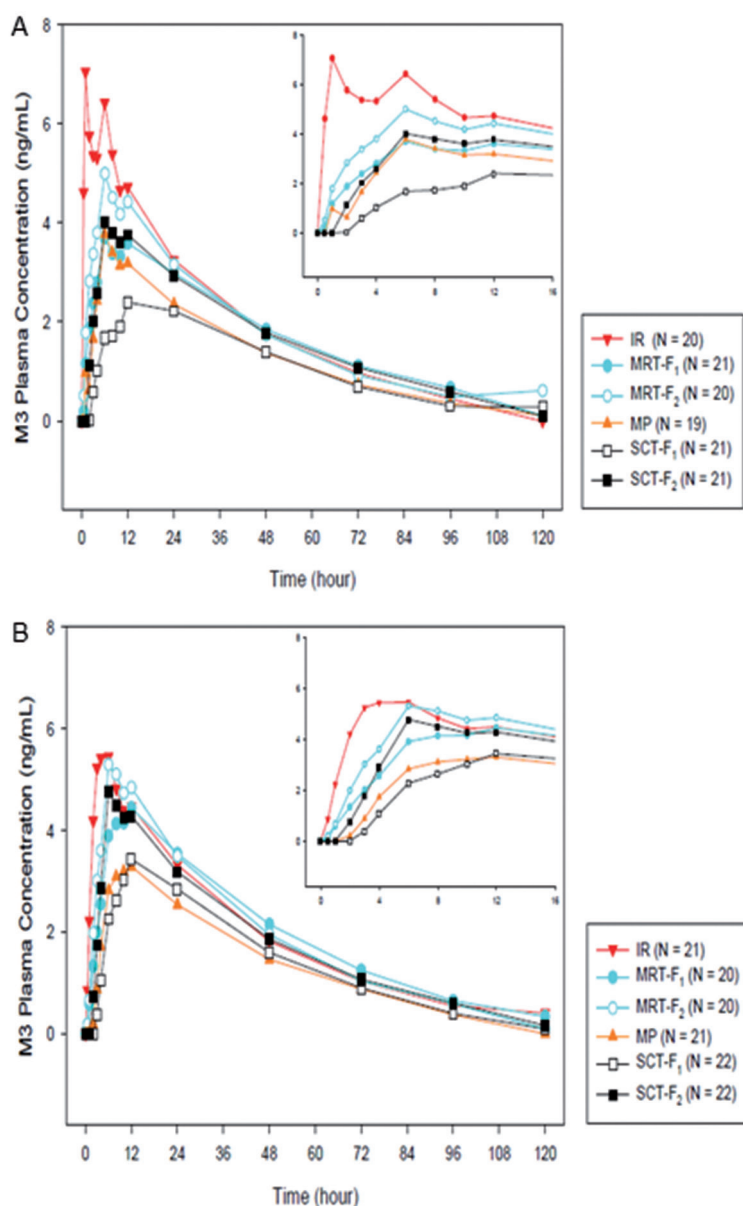 A
8
6
4
2
0
M3 Plasma Concentration (ng/mL)
8
6
4
2
0
0 4 8 12 16
IR (N = 20)
MRT-F1 (N = 21)
MRT-F2 (N = 20)
MP (N = 19)
SCT-F1 (N = 21)
SCT-F2 (N = 21)
0 12 24 36 48 60 72 84 96 108 120
Time (hour)
B
8
6
4
2
0
M3 Plasma Concentration (ng/mL)
8
6
4
2
0
0 4 8 12 16
IR (N = 21)
MRT-F1 (N = 20)
MRT-F2 (N = 20)
MP (N = 21)
SCT-F1 (N = 22)
SCT-F2 (N = 22)
0 12 24 36 48 60 72 84 96 108 120
Time (hour)